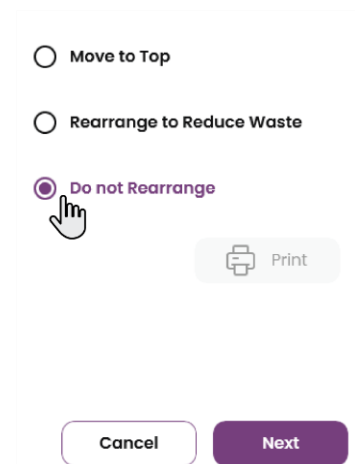 Move to Top
Rearrange to Reduce Waste
Do not Rearrange
Print
Cancel
Next